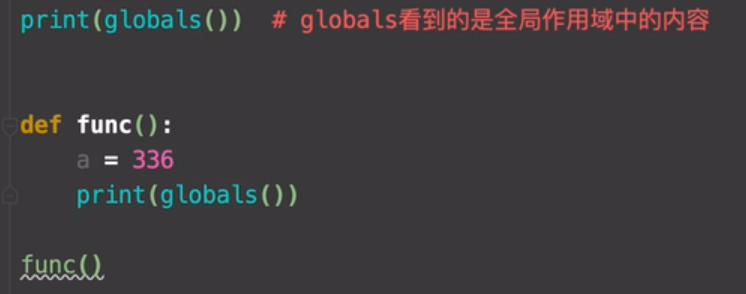 print(globals())  # globals看到的是全局作用域中的内容
def func():
    a = 336
    print(globals())
func()